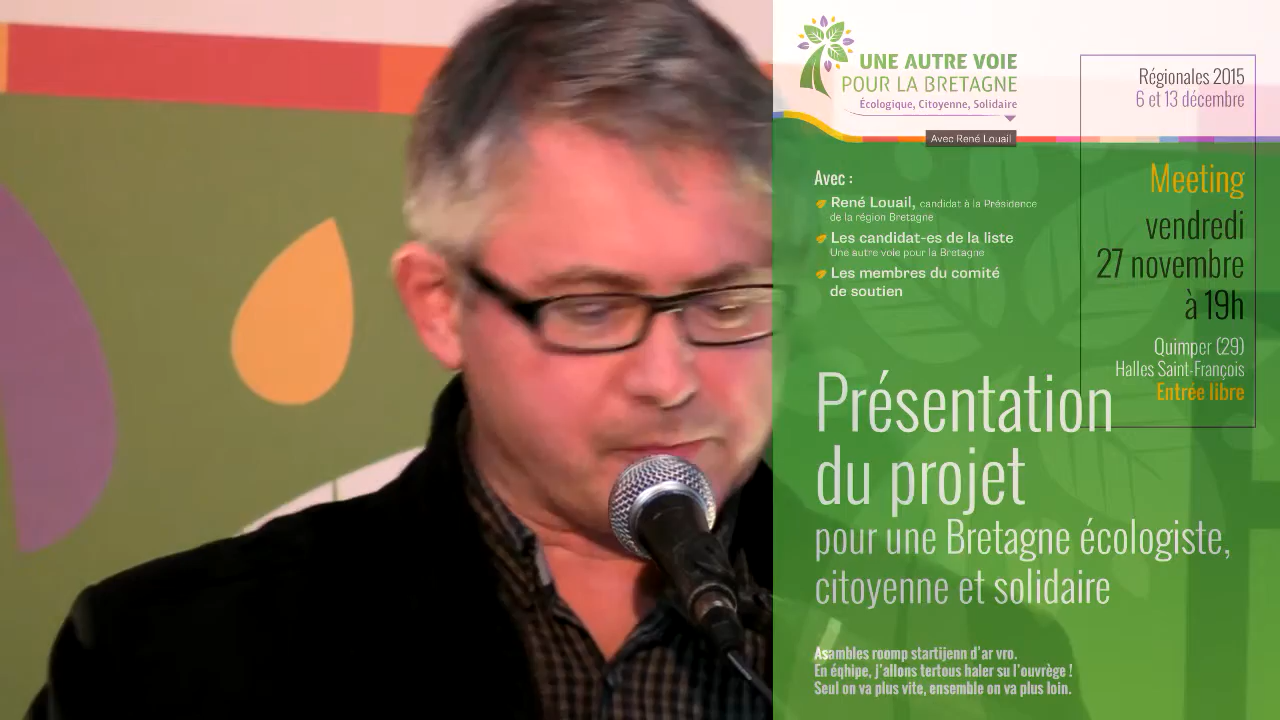 UNE AUTRE VOIE
POUR LA BRETAGNE
Écologique, Citoyenne, Solidaire
Avec René Louail
Régionales 2015
6 et 13 décembre
Avec :
René Louail, candidat à la Présidence
de la région Bretagne
Les candidat-es de la liste
Une autre voie pour la Bretagne
Les membres du comité
de soutien
Meeting
vendredi
27 novembre
à 19h
Quimper (29)
Halles Saint-François
Entrée libre
Présentation
du projet
pour une Bretagne écologiste,
citoyenne et solidaire
Asambles roomp startijenn d'ar vro.
En éqhipe, j'allons tertous haler su l'ouvrège !
Seul on va plus vite, ensemble on va plus loin.